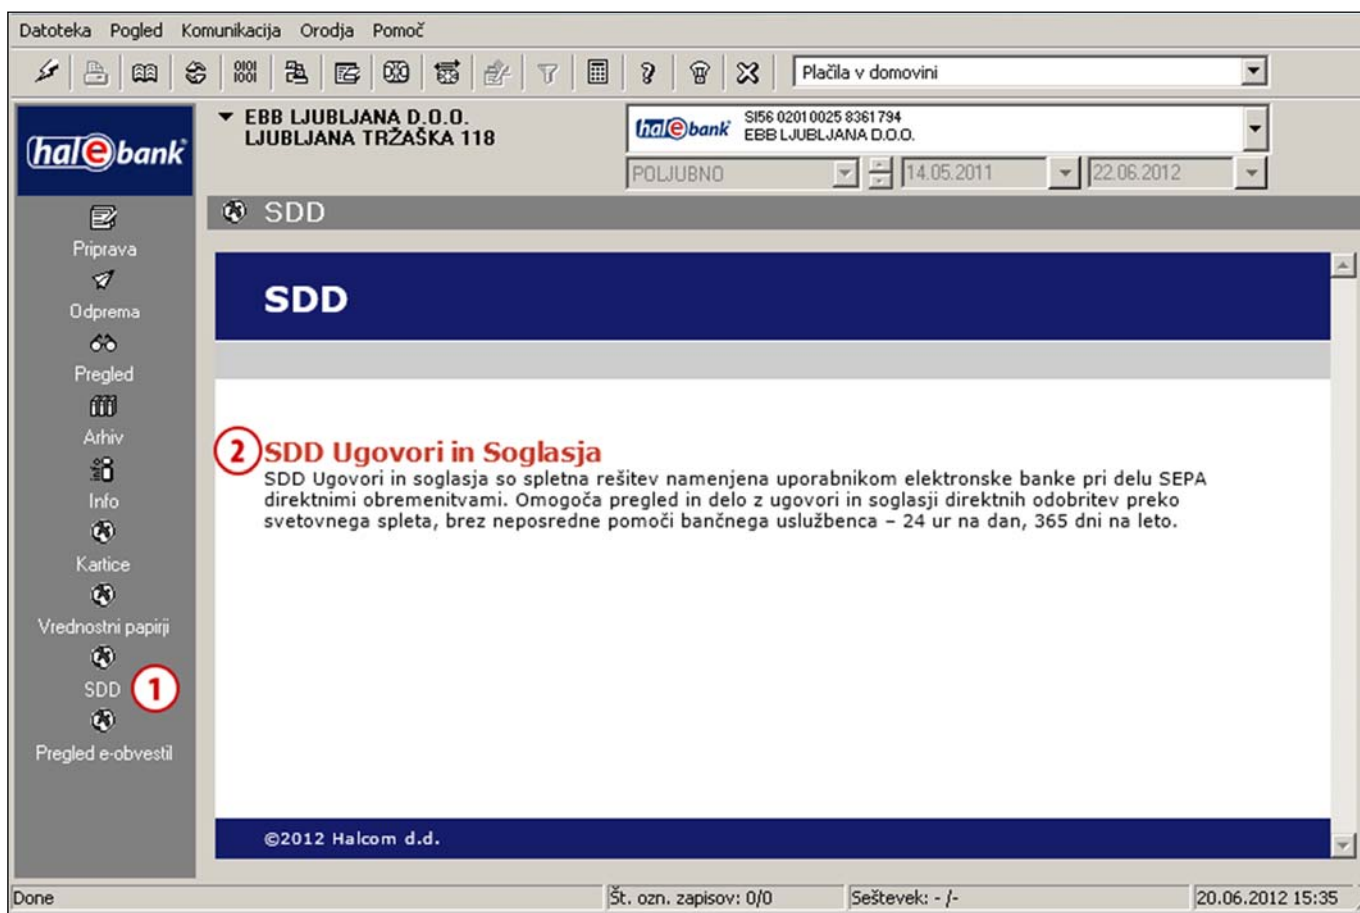 Datoteka Pogled Komunikacija Orodja Pomoč
Plačila v domovini
hal@bank
EBB LJUBLJANA D.O.O.
LJUBLJANA TRŽAŠKA 118
hal@bank
SI56 0201 0025 8361 794
EBB LJUBLJANA D.O.O.
POLJUBNO 14.05.2011 22.06.2012
SDD
Priprava
Odprema
Pregled
Arhiv
Info
Kartice
Vrednostni papirji
SDD 1
Pregled e-obvestil
SDD
2 SDD Ugovori in Soglasja
SDD Ugovori in soglasja so spletna rešitev namenjena uporabnikom elektronske banke pri delu SEPA
direktnimi obremenitvami. Omogoča pregled in delo z ugovori in soglasji direktnih odobritev preko
svetovnega spleta, brez neposredne pomoči bančnega uslužbenca – 24 ur na dan, 365 dni na leto.
©2012 Halcom d.d.
Done Št. ozn. zapisov: 0/0 Seštevek: - /- 20.06.2012 15:35